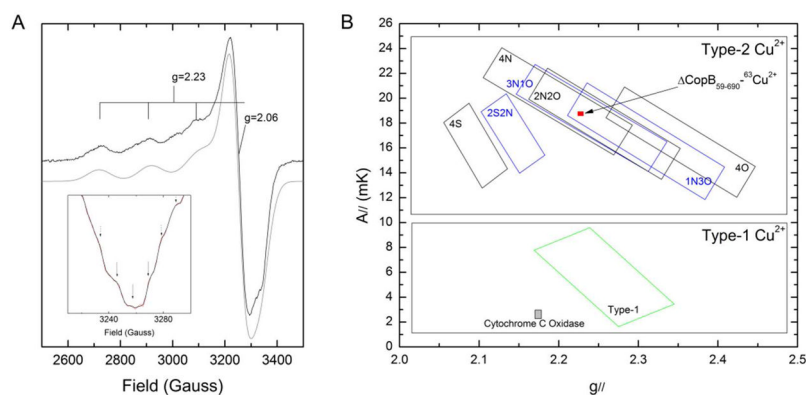 A
g=2.23
g=2.06
3240 3280
Field (Gauss)
2600 2800 3000 3200 3400
Field (Gauss)
B
26
24
22
20
18
16
14
12
10
8
6
4
2
0
A// (mK)
Type-2 Cu2+
4N
3N1O
2N2O
ΔCopB59-690-63Cu2+
4S
2S2N
1N3O
4O
Type-1 Cu2+
Type-1
Cytochrome C Oxidase
2.0 2.1 2.2 2.3 2.4 2.5
g//